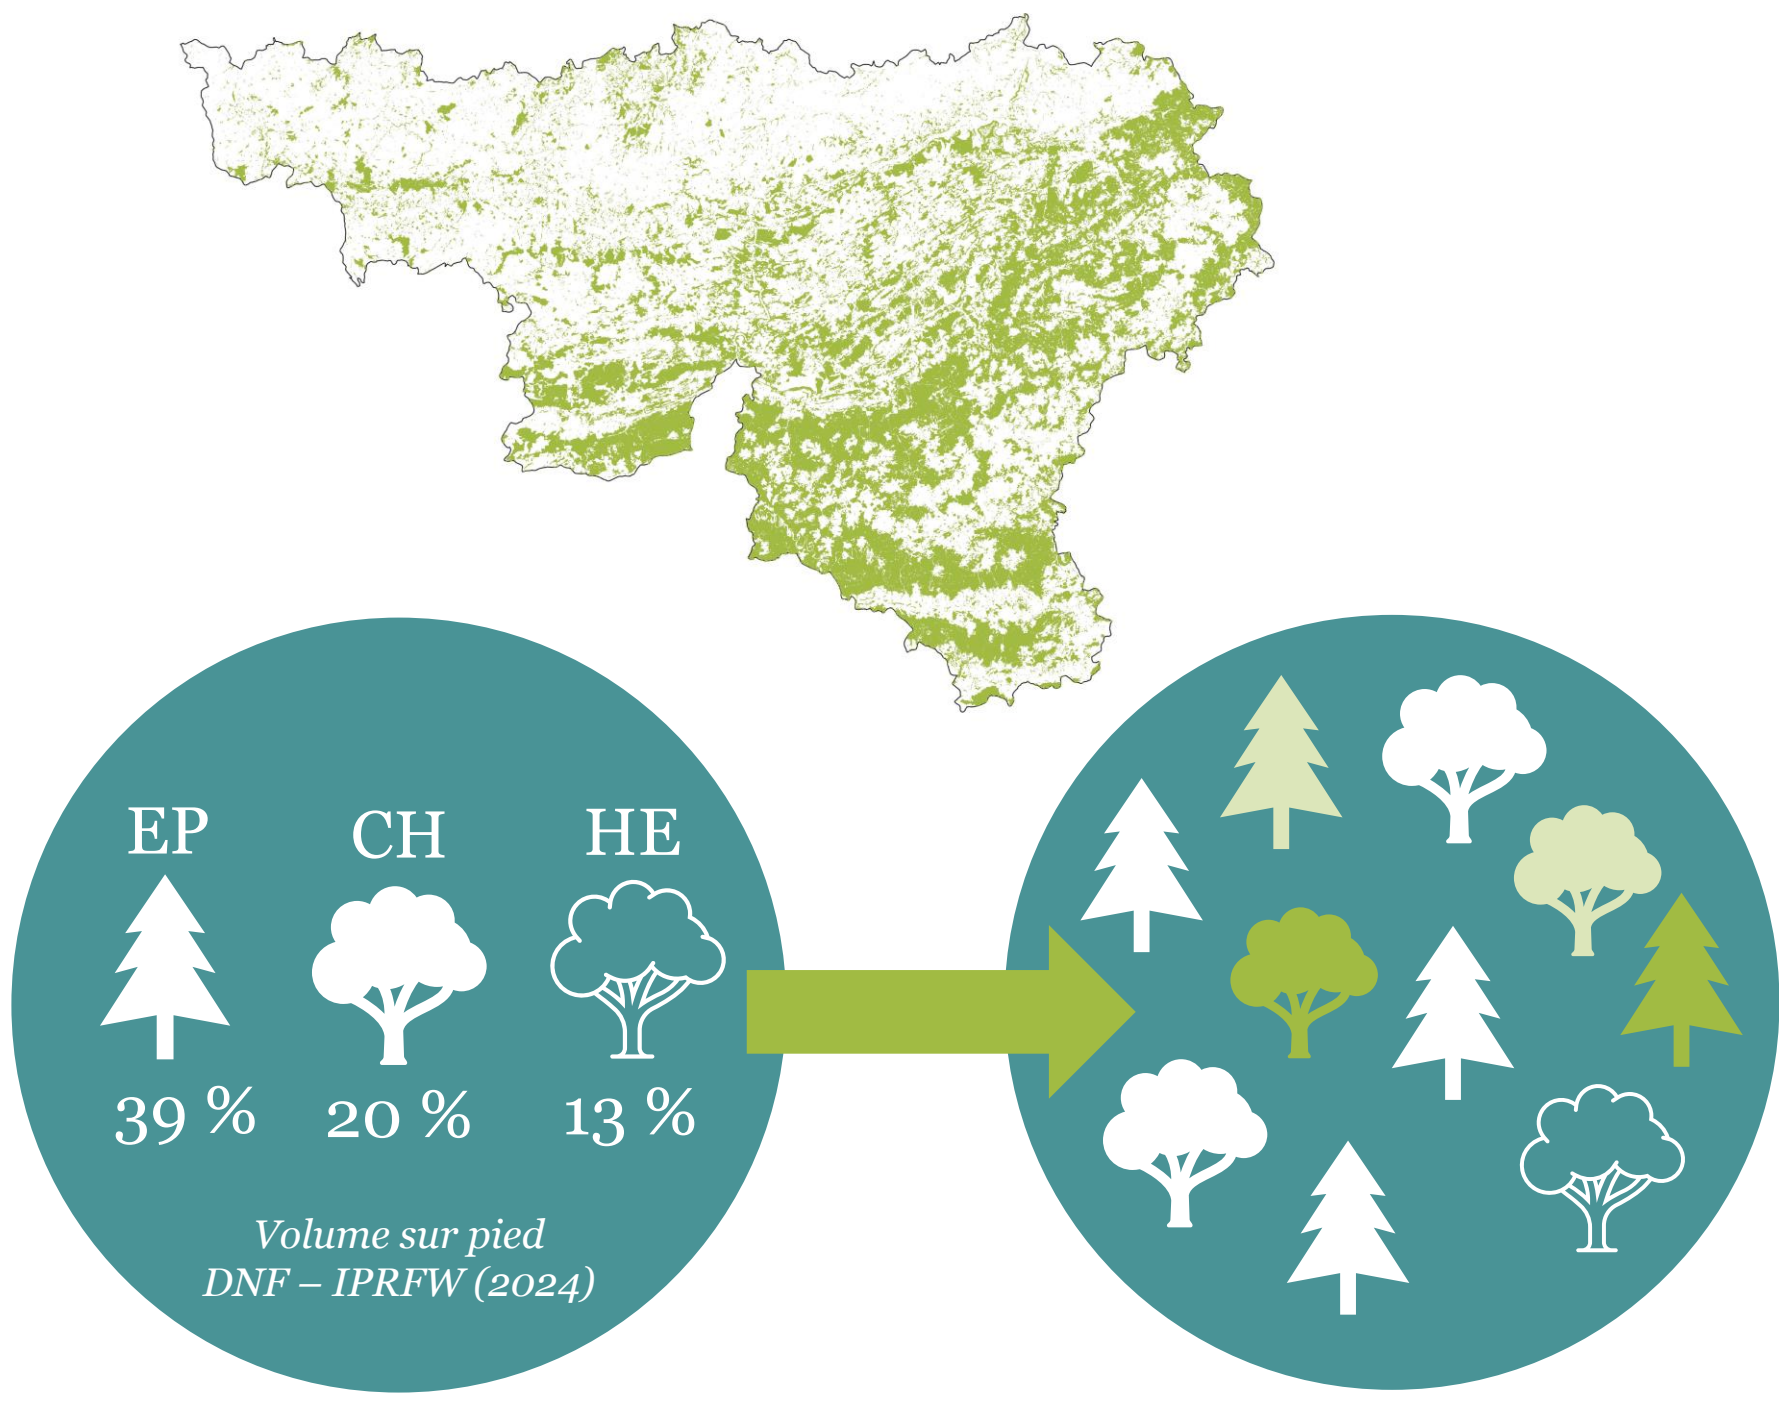 EP CH HE
39 % 20 % 13 %
Volume sur pied
DNF – IPRFW (2024)